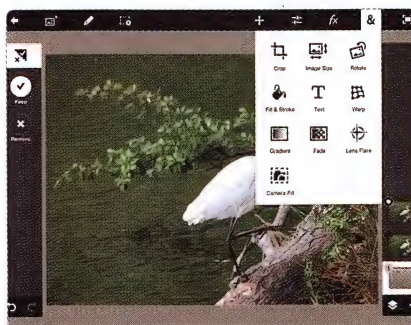 fx &
Crop Image Size Rotate
Fill & Stroke Text Warp
Keep
Remove
Gradient Fade Lens Flare
Camera Fill